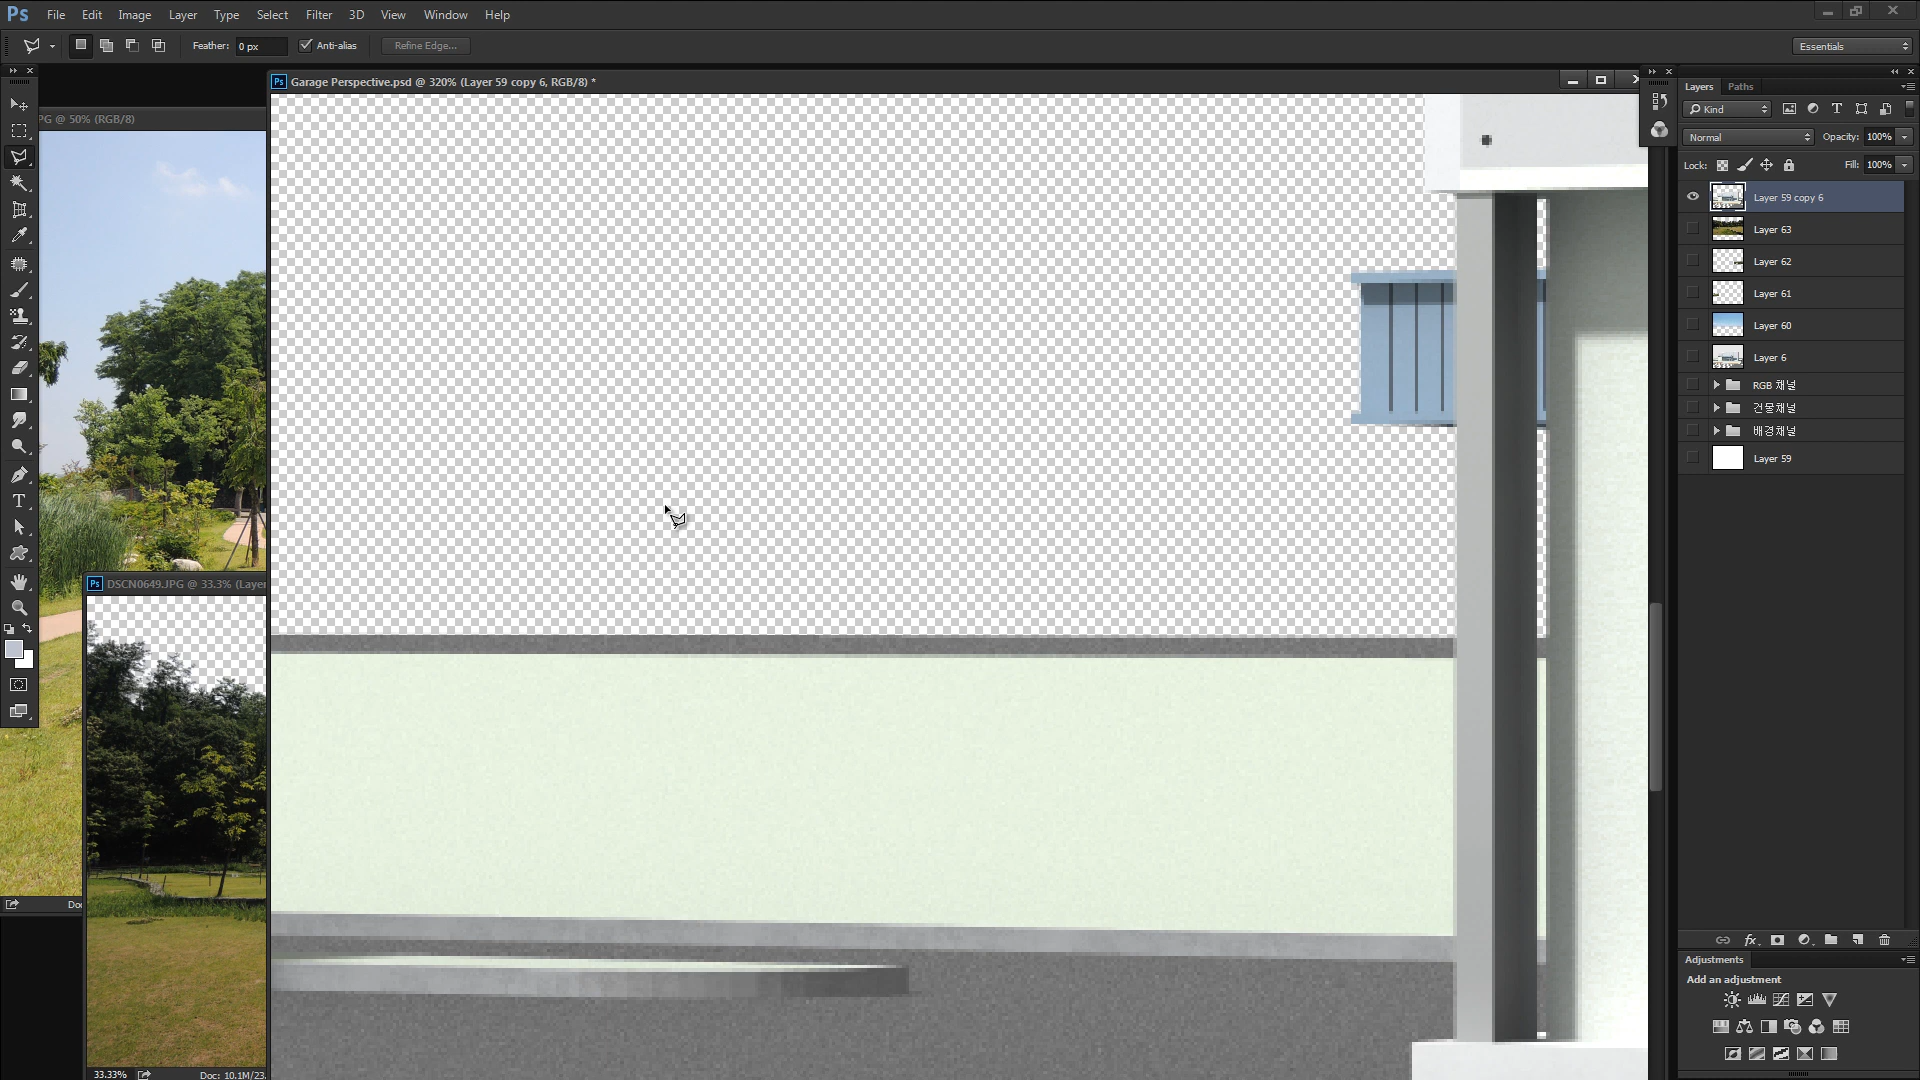 Ps File Edit Image Layer Type Select Filter 3D View Window Help
Feather: 0 px Anti-alias Refine Edge... Essentials
PG @ 50% (RGB/8)
Ps Garage Perspective.psd @ 320% (Layer 59 copy 6, RGB/8) *
Layers Paths
Kind
Normal Opacity: 100%
Lock: Fill: 100%
Layer 59 copy 6
Layer 63
Layer 62
Layer 61
Layer 60
Layer 6
RGB 채널
건물채널
배경채널
Layer 59
Ps DSCN0649.JPG @ 33.3% (Layer
Doc
33.33% Doc: 10.1M/23.
Adjustments
Add an adjustment